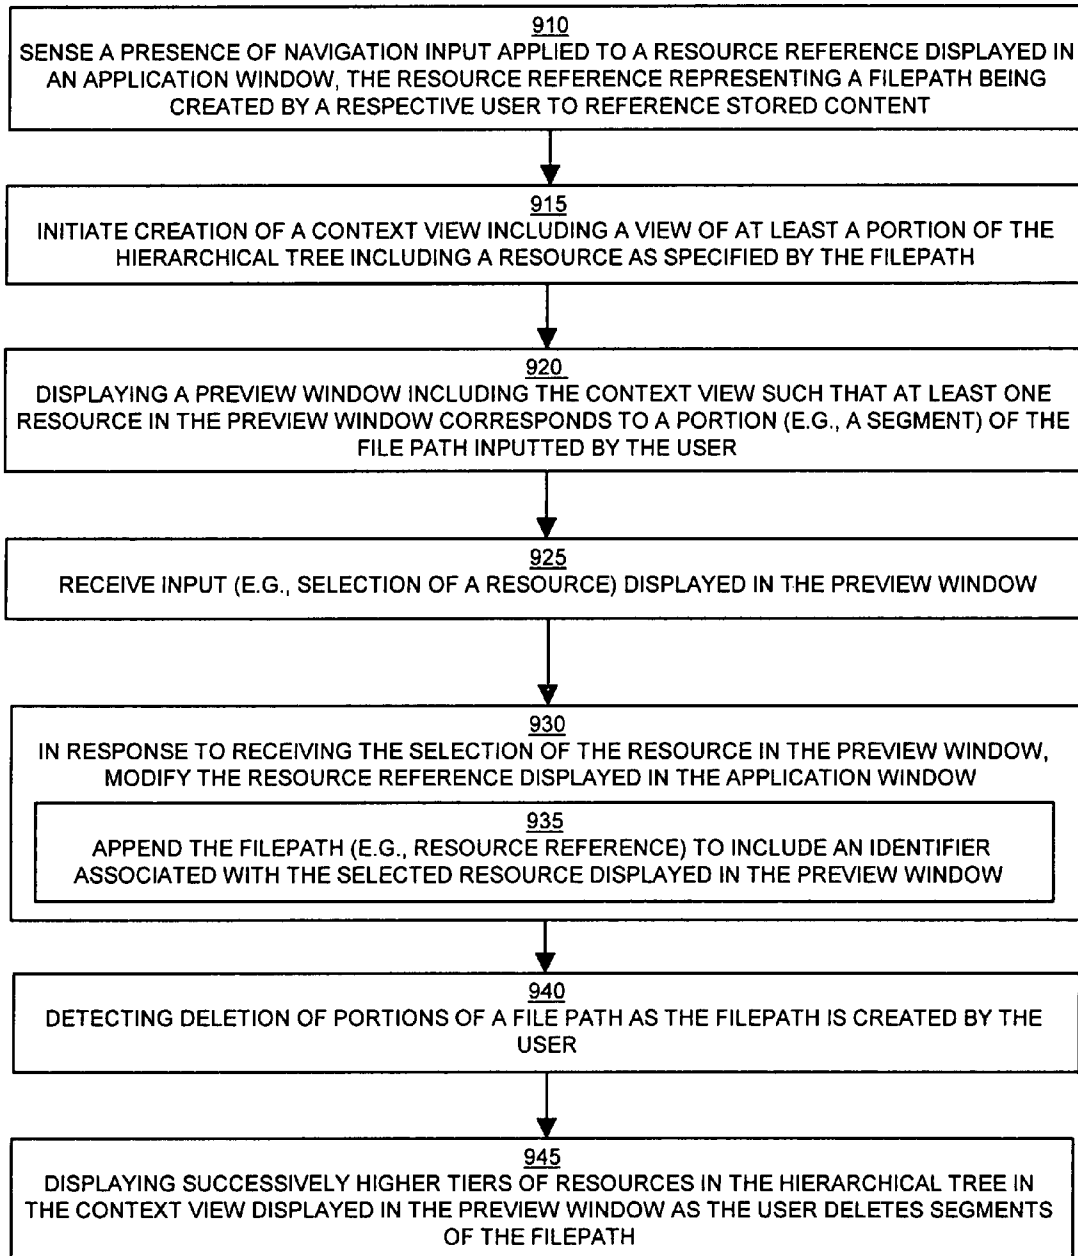 910
SENSE A PRESENCE OF NAVIGATION INPUT APPLIED TO A RESOURCE REFERENCE DISPLAYED IN
AN APPLICATION WINDOW, THE RESOURCE REFERENCE REPRESENTING A FILEPATH BEING
CREATED BY A RESPECTIVE USER TO REFERENCE STORED CONTENT
915
INITIATE CREATION OF A CONTEXT VIEW INCLUDING A VIEW OF AT LEAST A PORTION OF THE
HIERARCHICAL TREE INCLUDING A RESOURCE AS SPECIFIED BY THE FILEPATH
920
DISPLAYING A PREVIEW WINDOW INCLUDING THE CONTEXT VIEW SUCH THAT AT LEAST ONE
RESOURCE IN THE PREVIEW WINDOW CORRESPONDS TO A PORTION (E.G., A SEGMENT) OF THE
FILE PATH INPUTTED BY THE USER
925
RECEIVE INPUT (E.G., SELECTION OF A RESOURCE) DISPLAYED IN THE PREVIEW WINDOW
930
IN RESPONSE TO RECEIVING THE SELECTION OF THE RESOURCE IN THE PREVIEW WINDOW,
MODIFY THE RESOURCE REFERENCE DISPLAYED IN THE APPLICATION WINDOW
935
APPEND THE FILEPATH (E.G., RESOURCE REFERENCE) TO INCLUDE AN IDENTIFIER
ASSOCIATED WITH THE SELECTED RESOURCE DISPLAYED IN THE PREVIEW WINDOW
940
DETECTING DELETION OF PORTIONS OF A FILE PATH AS THE FILEPATH IS CREATED BY THE
USER
945
DISPLAYING SUCCESSIVELY HIGHER TIERS OF RESOURCES IN THE HIERARCHICAL TREE IN
THE CONTEXT VIEW DISPLAYED IN THE PREVIEW WINDOW AS THE USER DELETES SEGMENTS
OF THE FILEPATH